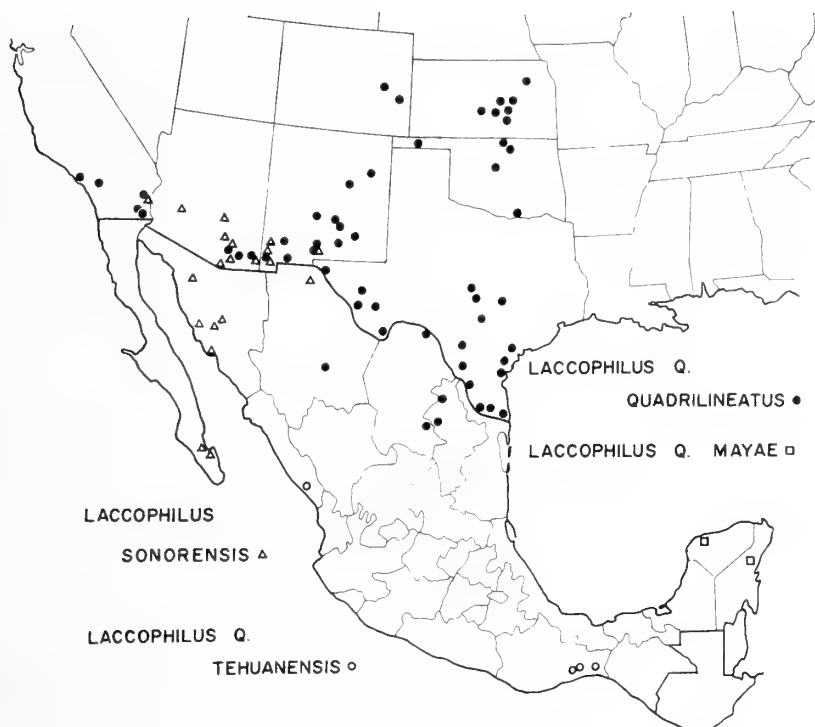 LACCOPHILUS Q.
QUADRILINEATUS ●
LACCOPHILUS Q. MAYAE □
LACCOPHILUS
SONORENSIS △
LACCOPHILUS Q.
TEHUANENSIS ○